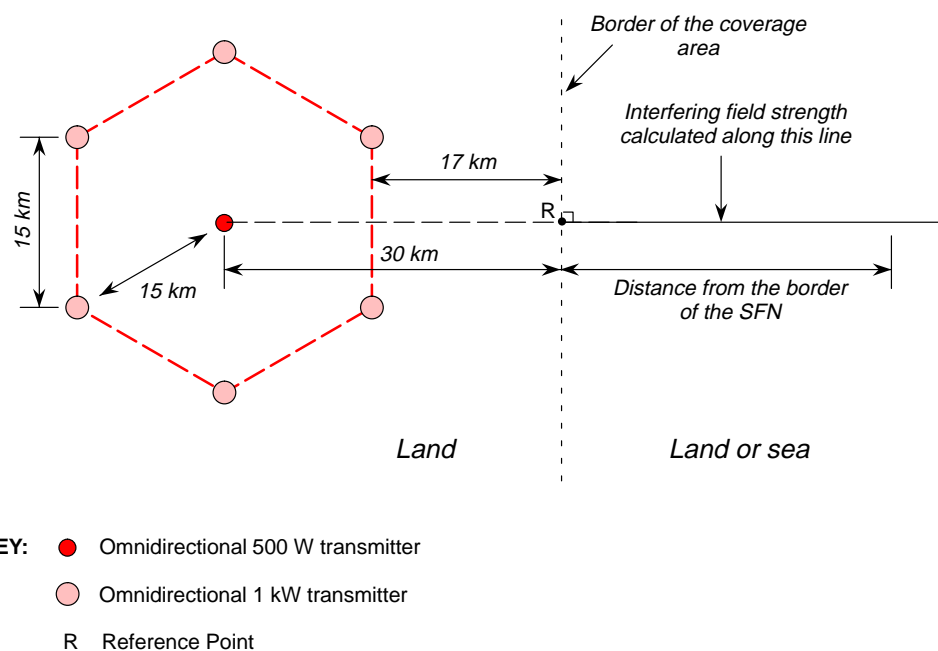 Border of the coverage
area
Interfering field strength
calculated along this line
17 km
15 km
R
30 km
15 km
Distance from the border
of the SFN
Land
Land or sea
EY:
Omnidirectional 500 W transmitter
Omnidirectional 1 kW transmitter
R Reference Point